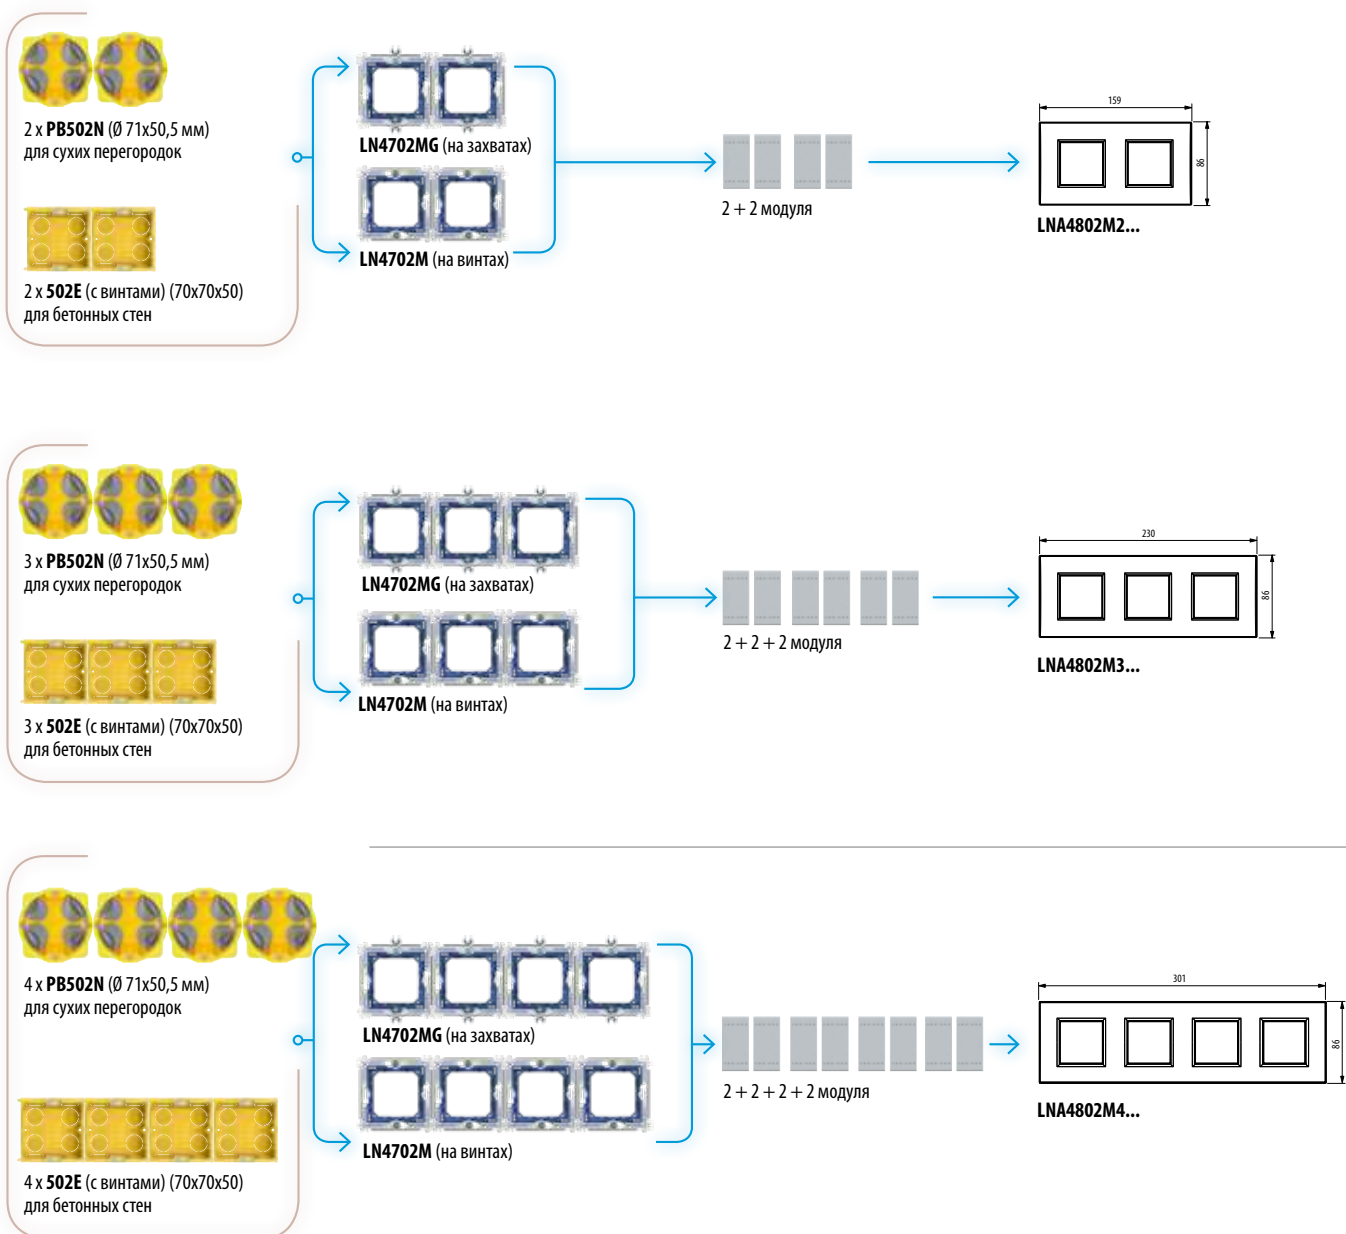 2 x PB502N (Ø 71x50,5 мм)
для сухих перегородок
2 x 502E (с винтами) (70x70x50)
для бетонных стен
LN4702MG (на захватах)
LN4702M (на винтах)
2 + 2 модуля
159
86
LNA4802M2...
3 x PB502N (Ø 71x50,5 мм)
для сухих перегородок
3 x 502E (с винтами) (70x70x50)
для бетонных стен
LN4702MG (на захватах)
LN4702M (на винтах)
2 + 2 + 2 модуля
230
86
LNA4802M3...
4 x PB502N (Ø 71x50,5 мм)
для сухих перегородок
4 x 502E (с винтами) (70x70x50)
для бетонных стен
LN4702MG (на захватах)
LN4702M (на винтах)
2 + 2 + 2 + 2 модуля
301
86
LNA4802M4...